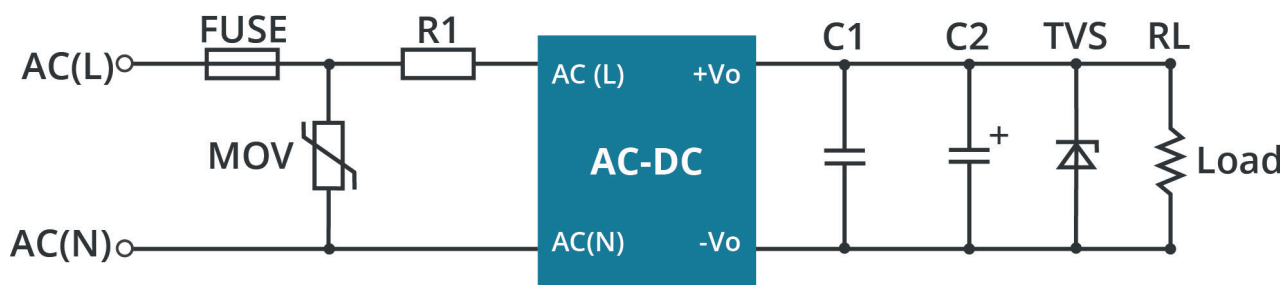 FUSE
R1
C1
C2
TVS
RL
AC(L)
AC (L)
+Vo
MOV
AC-DC
+
Load
AC(N)
AC(N)
-Vo